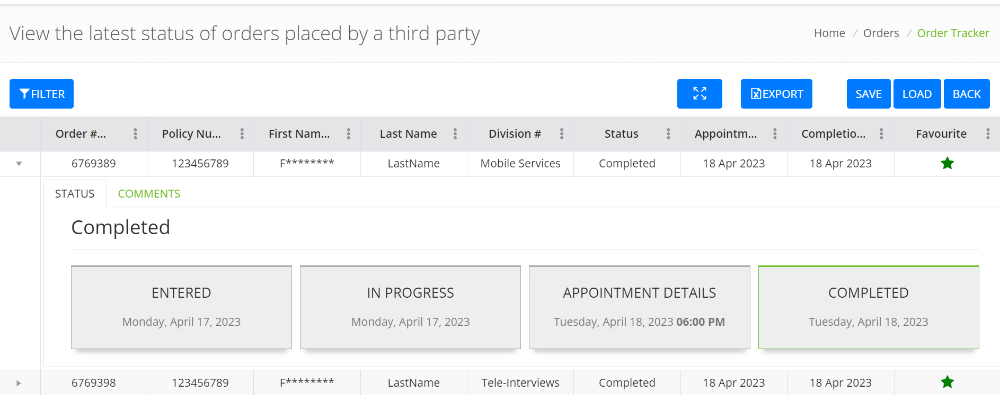 View the latest status of orders placed by a third party
Home / Orders / Order Tracker
FILTER EXPORT SAVE LOAD BACK
Order #... Policy Nu... First Nam... Last Name Division # Status Appointm... Completio... Favourite
6769389 123456789 F******** LastName Mobile Services Completed 18 Apr 2023 18 Apr 2023
STATUS COMMENTS
Completed
ENTERED IN PROGRESS APPOINTMENT DETAILS COMPLETED
Monday, April 17, 2023 Monday, April 17, 2023 Tuesday, April 18, 2023 06:00 PM Tuesday, April 18, 2023
6769398 123456789 F******** LastName Tele-Interviews Completed 18 Apr 2023 18 Apr 2023